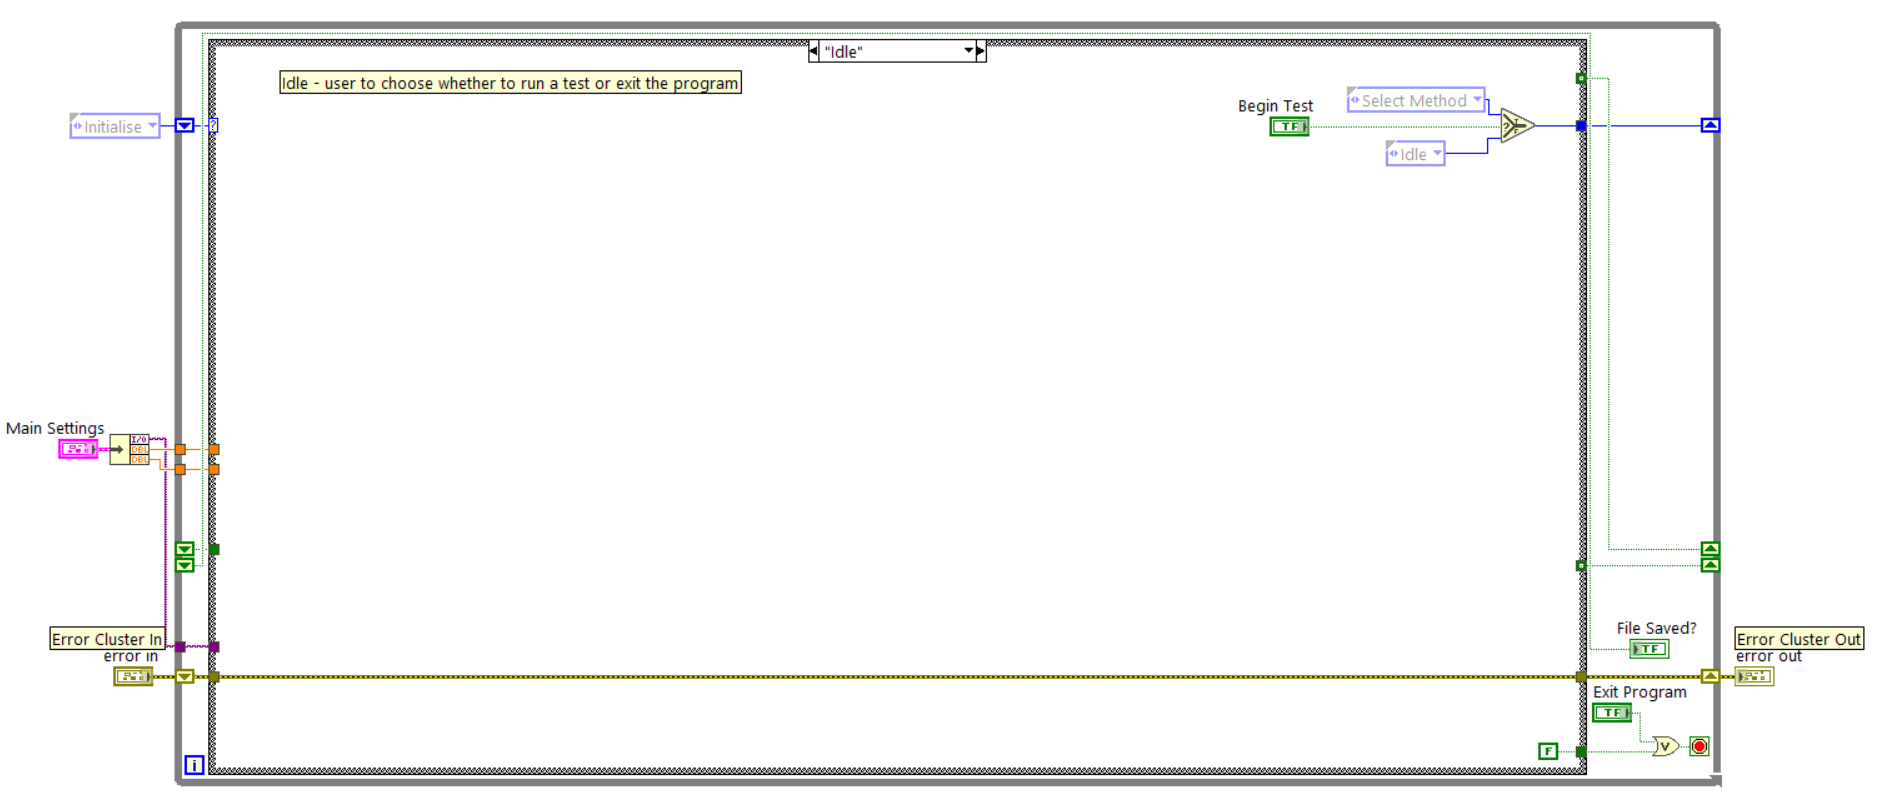 "Idle"
Idle - user to choose whether to run a test or exit the program
Select Method
Begin Test
TF
Initialise
?
?
T
F
Idle
Main Settings
I/O
DBL
DBL
File Saved?
TF
Error Cluster In
error in
Error Cluster Out
error out
Exit Program
TF
F
V
i